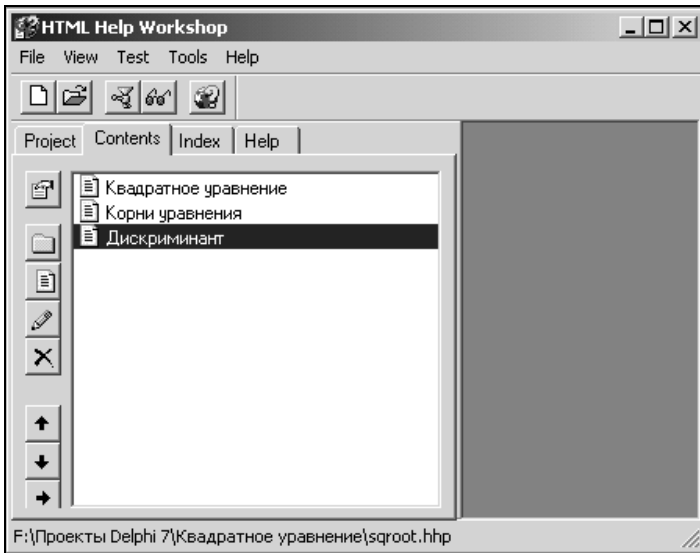 HTML Help Workshop
File View Test Tools Help
Project Contents Index Help
Квадратное уравнение
Корни уравнения
Дискриминант
F:\Проекты Delphi 7\Квадратное уравнение\sqroot.hhp